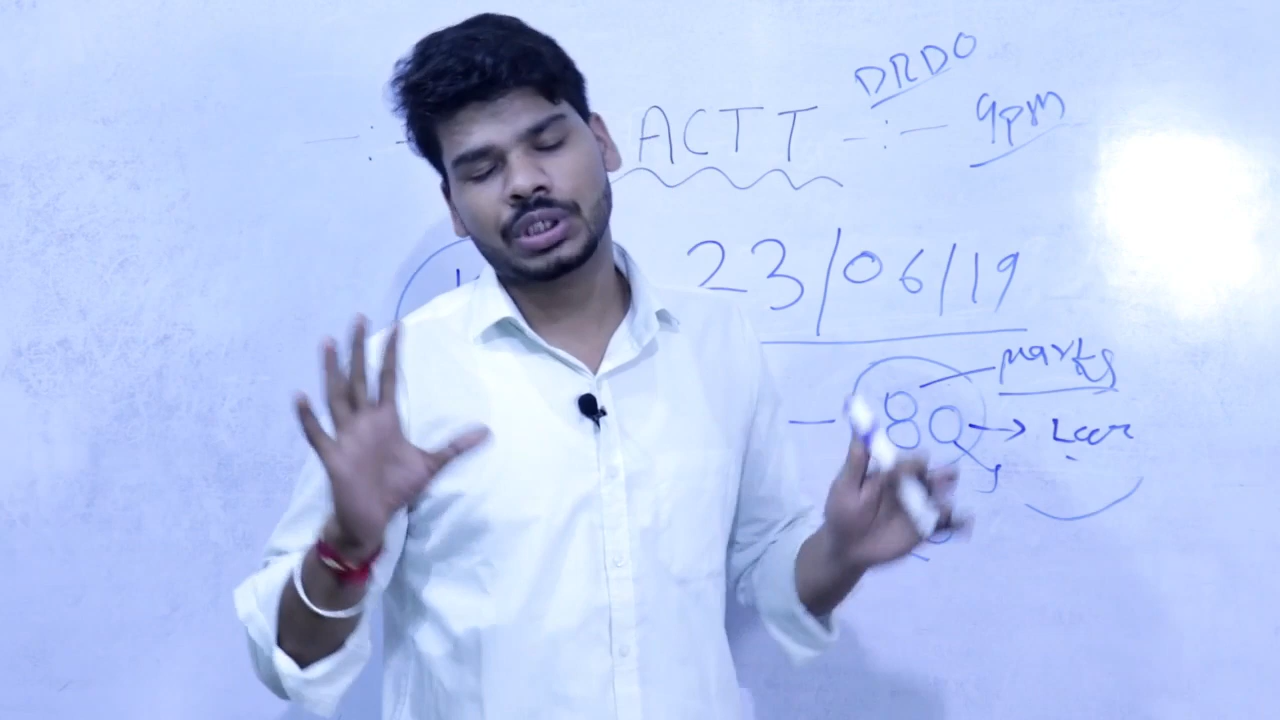 DRDO
-:- ACTT -:- 9pm
23/06/19
marks
- 80 →